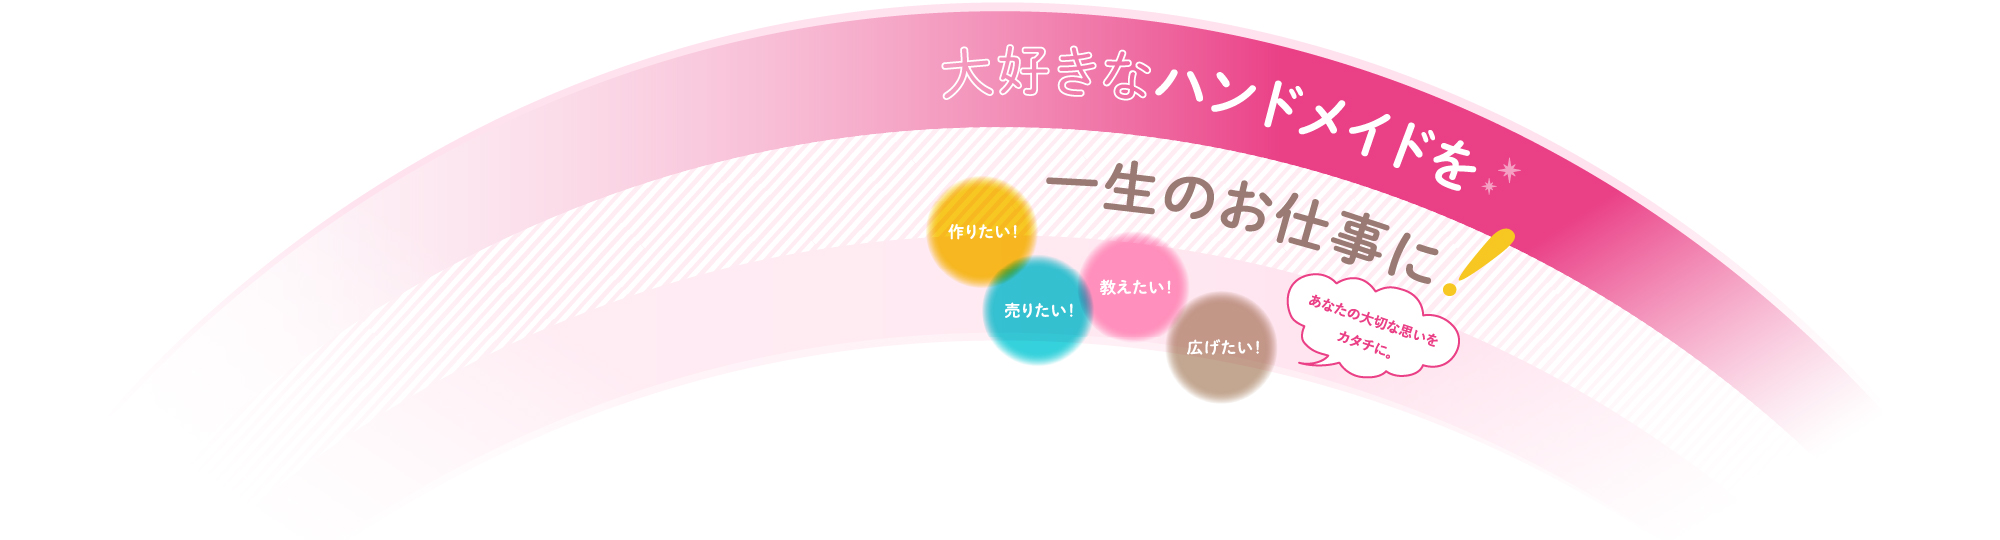 大好きなハンドメイドを
一生のお仕事に！
作りたい！
売りたい！
教えたい！
広げたい！
あなたの大切な思いを
カタチに。